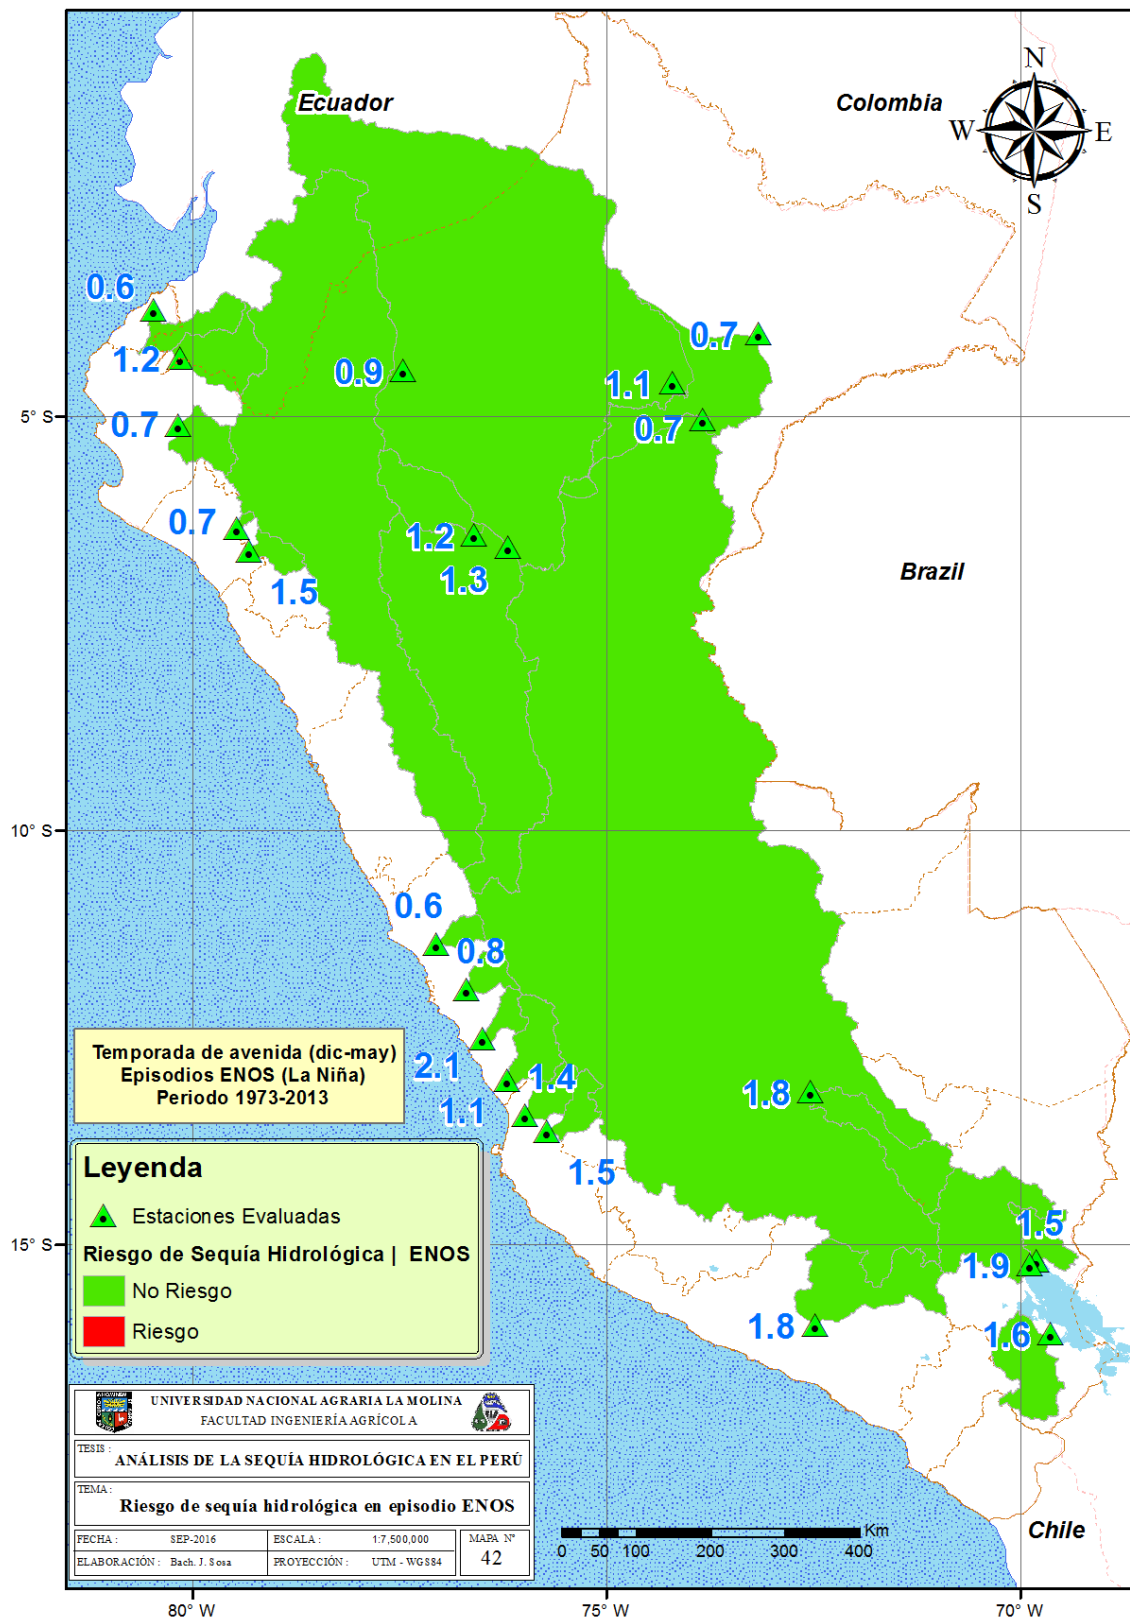 Ecuador
Colombia
N
W
E
S
0.6
1.2
0.9
0.7
1.1
5° S
0.7
0.7
0.7
1.2
1.3
1.5
Brazil
10° S
0.6
0.8
2.1
1.4
1.1
1.8
1.5
Temporada de avenida (dic-may)
Episodios ENOS (La Niña)
Periodo 1973-2013
Leyenda
Estaciones Evaluadas
Riesgo de Sequía Hidrológica | ENOS
No Riesgo
Riesgo
15° S
1.5
1.9
1.8
1.6
UNIVERSIDAD NACIONAL AGRARIA LA MOLINA
FACULTAD INGENIERÍA AGRÍCOLA
TESIS :
ANÁLISIS DE LA SEQUÍA HIDROLÓGICA EN EL PERÚ
TEMA :
Riesgo de sequía hidrológica en episodio ENOS
FECHA : SEP-2016 ESCALA : 1:7,500,000 MAPA Nº
ELABORACIÓN : Bach. J. Sosa PROYECCIÓN : UTM - WGS84 42
Km
0 50 100 200 300 400
Chile
80° W 75° W 70° W